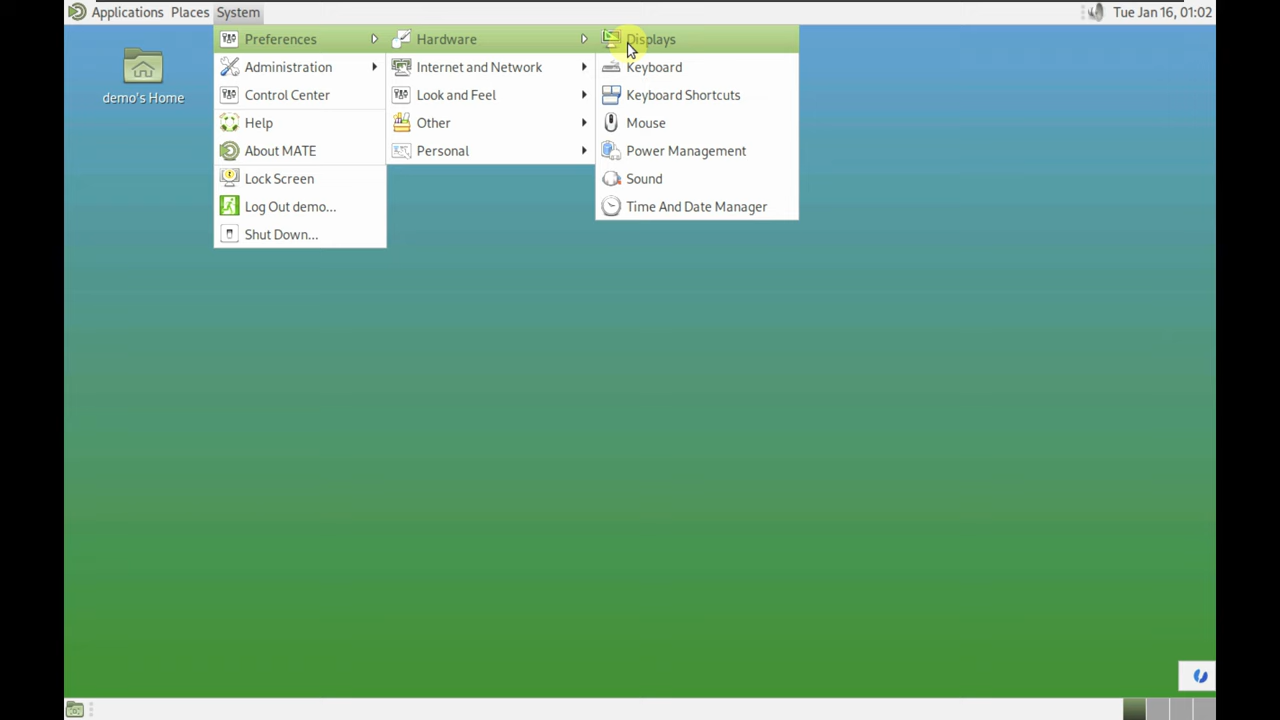 Applications Places System Tue Jan 16, 01:02
demo's Home
Preferences
Administration
Control Center
Help
About MATE
Lock Screen
Log Out demo...
Shut Down...
Hardware
Internet and Network
Look and Feel
Other
Personal
Displays
Keyboard
Keyboard Shortcuts
Mouse
Power Management
Sound
Time And Date Manager